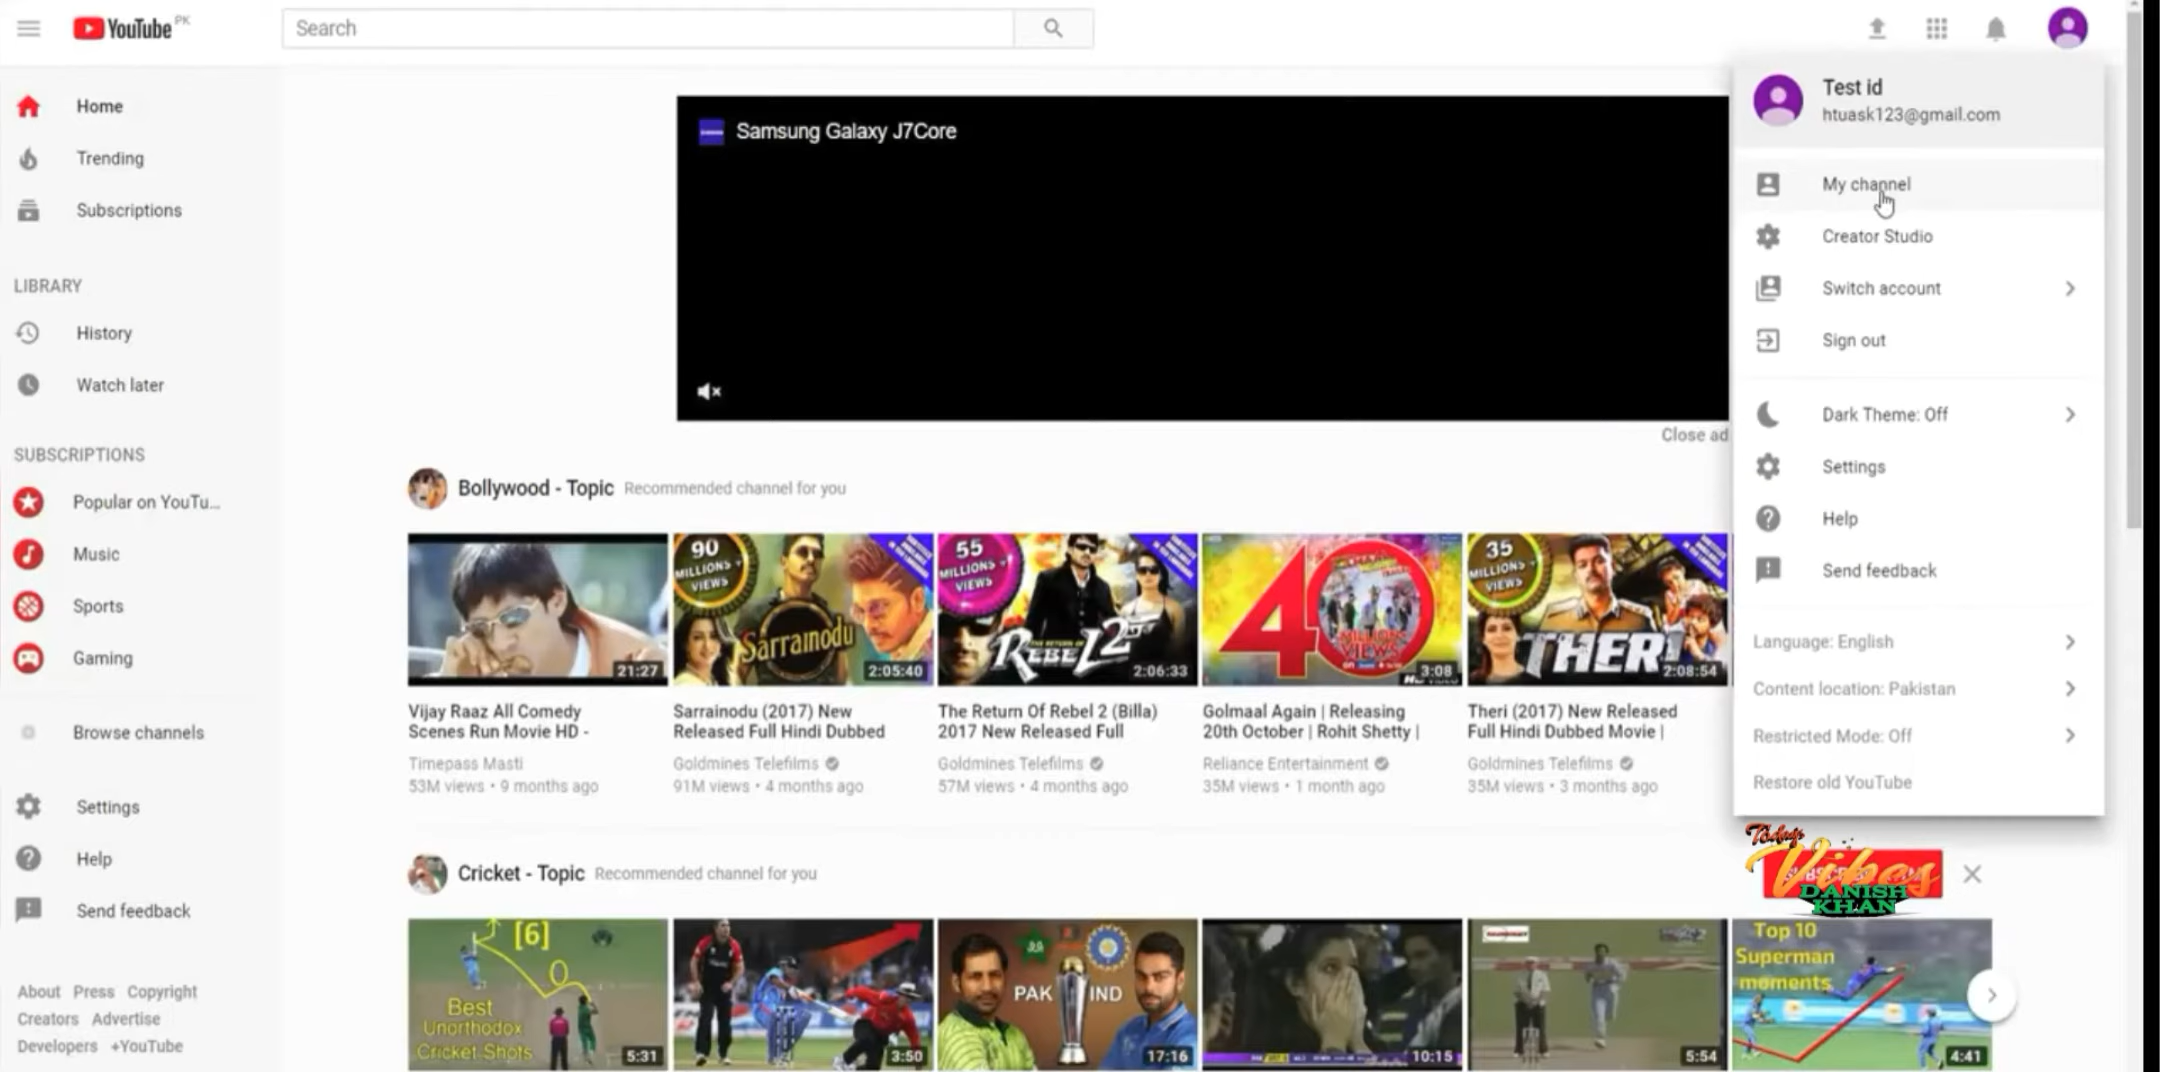 YouTube PK
Search
Home
Trending
Subscriptions
LIBRARY
History
Watch later
SUBSCRIPTIONS
Popular on YouTu...
Music
Sports
Gaming
Browse channels
Settings
Help
Send feedback
About Press Copyright
Creators Advertise
Developers +YouTube
Samsung Galaxy J7Core
Close ad
Bollywood - Topic Recommended channel for you
21:27
Vijay Raaz All Comedy
Scenes Run Movie HD -
Timepass Masti
53M views • 9 months ago
90
MILLIONS +
VIEWS
Sarrainodu
2:05:40
Sarrainodu (2017) New
Released Full Hindi Dubbed
Goldmines Telefilms
91M views • 4 months ago
55
MILLIONS +
VIEWS
THE RETURN OF
REBEL 2
2:06:33
The Return Of Rebel 2 (Billa)
2017 New Released Full
Goldmines Telefilms
57M views • 4 months ago
40
MILLION
VIEWS
3:08
Golmaal Again | Releasing
20th October | Rohit Shetty |
Reliance Entertainment
35M views • 1 month ago
35
MILLIONS +
VIEWS
THERI
2:08:54
Theri (2017) New Released
Full Hindi Dubbed Movie |
Goldmines Telefilms
35M views • 3 months ago
Cricket - Topic Recommended channel for you
[6]
Best
Unorthodox
Cricket Shots
5:31
3:50
PAK IND
17:16
10:15
5:54
Top 10
Superman
moments
4:41
Test id
htuask123@gmail.com
My channel
Creator Studio
Switch account
Sign out
Dark Theme: Off
Settings
Help
Send feedback
Language: English
Content location: Pakistan
Restricted Mode: Off
Restore old YouTube
Today
Vibes
DANISH
KHAN